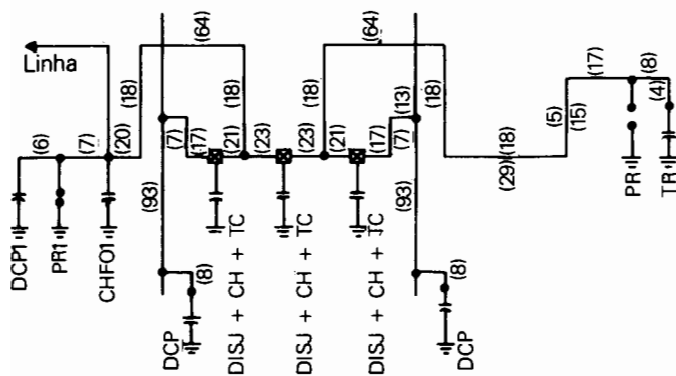 (64)
(64)
Linha
(18)
(18)
(18)
(13)
(18)
(17)
(8)
(4)
(5)
(15)
(6)
(7)
(20)
(7)
(17)
(21)
(23)
(23)
(21)
(17)
(7)
(29)
(18)
(93)
(93)
(8)
(8)
DCP1
PR1
CHFO1
DCP
DISJ + CH + TC
DISJ + CH + TC
DISJ + CH + TC
DCP
PR
TR